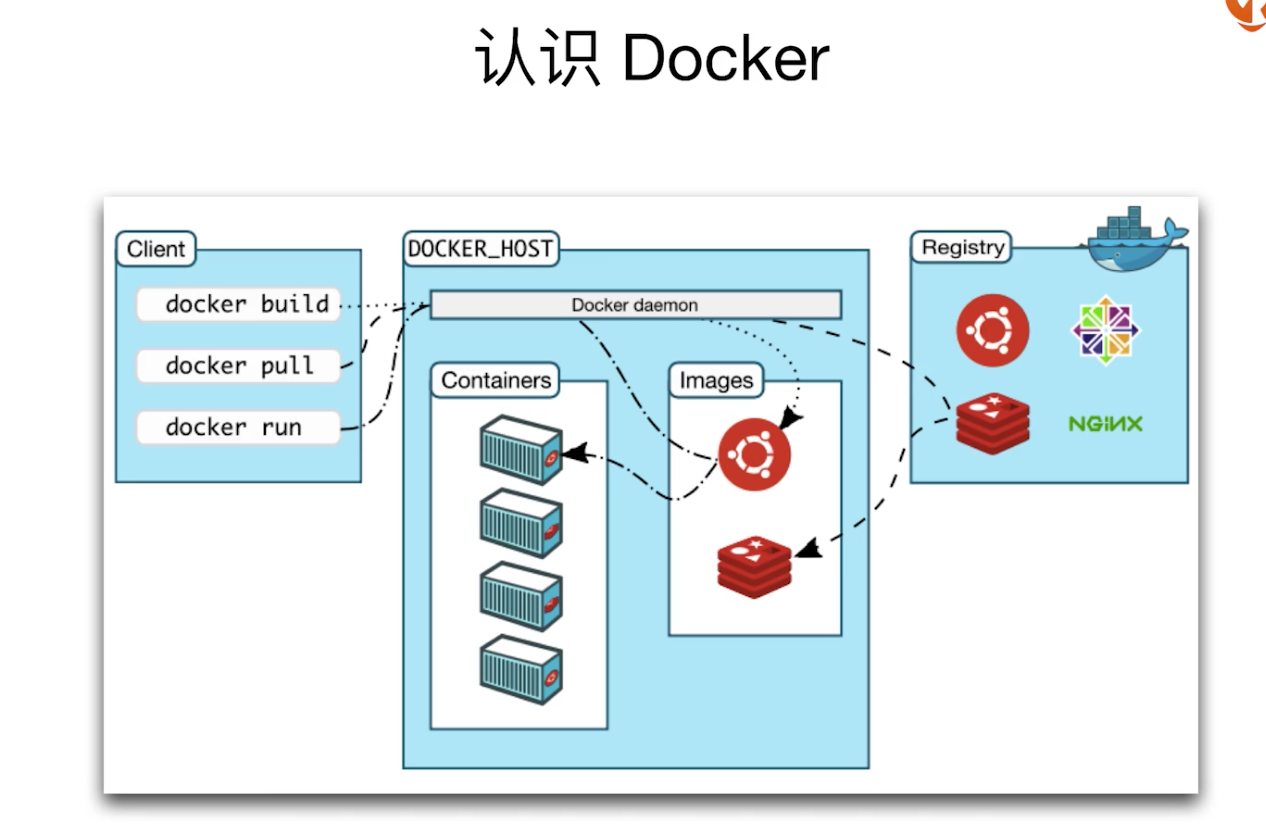 认识 Docker
Client
docker build
docker pull
docker run
DOCKER_HOST
Docker daemon
Containers
Images
Registry
NGiNX